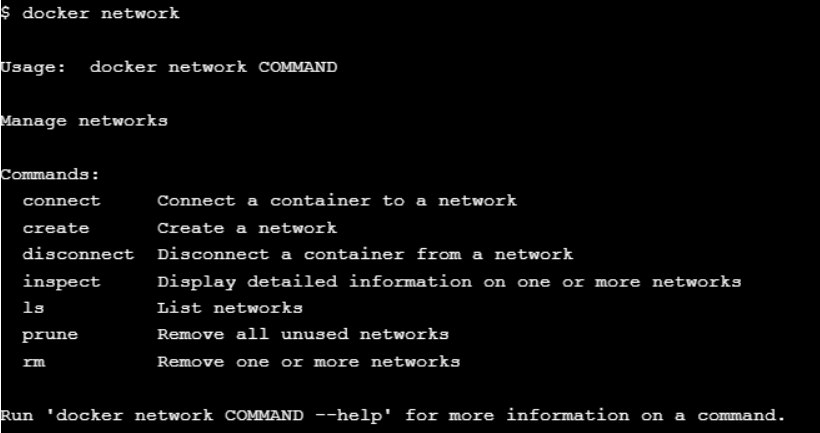 $ docker network
Usage:  docker network COMMAND
Manage networks
Commands:
  connect     Connect a container to a network
  create      Create a network
  disconnect  Disconnect a container from a network
  inspect     Display detailed information on one or more networks
  ls          List networks
  prune       Remove all unused networks
  rm          Remove one or more networks
Run 'docker network COMMAND --help' for more information on a command.